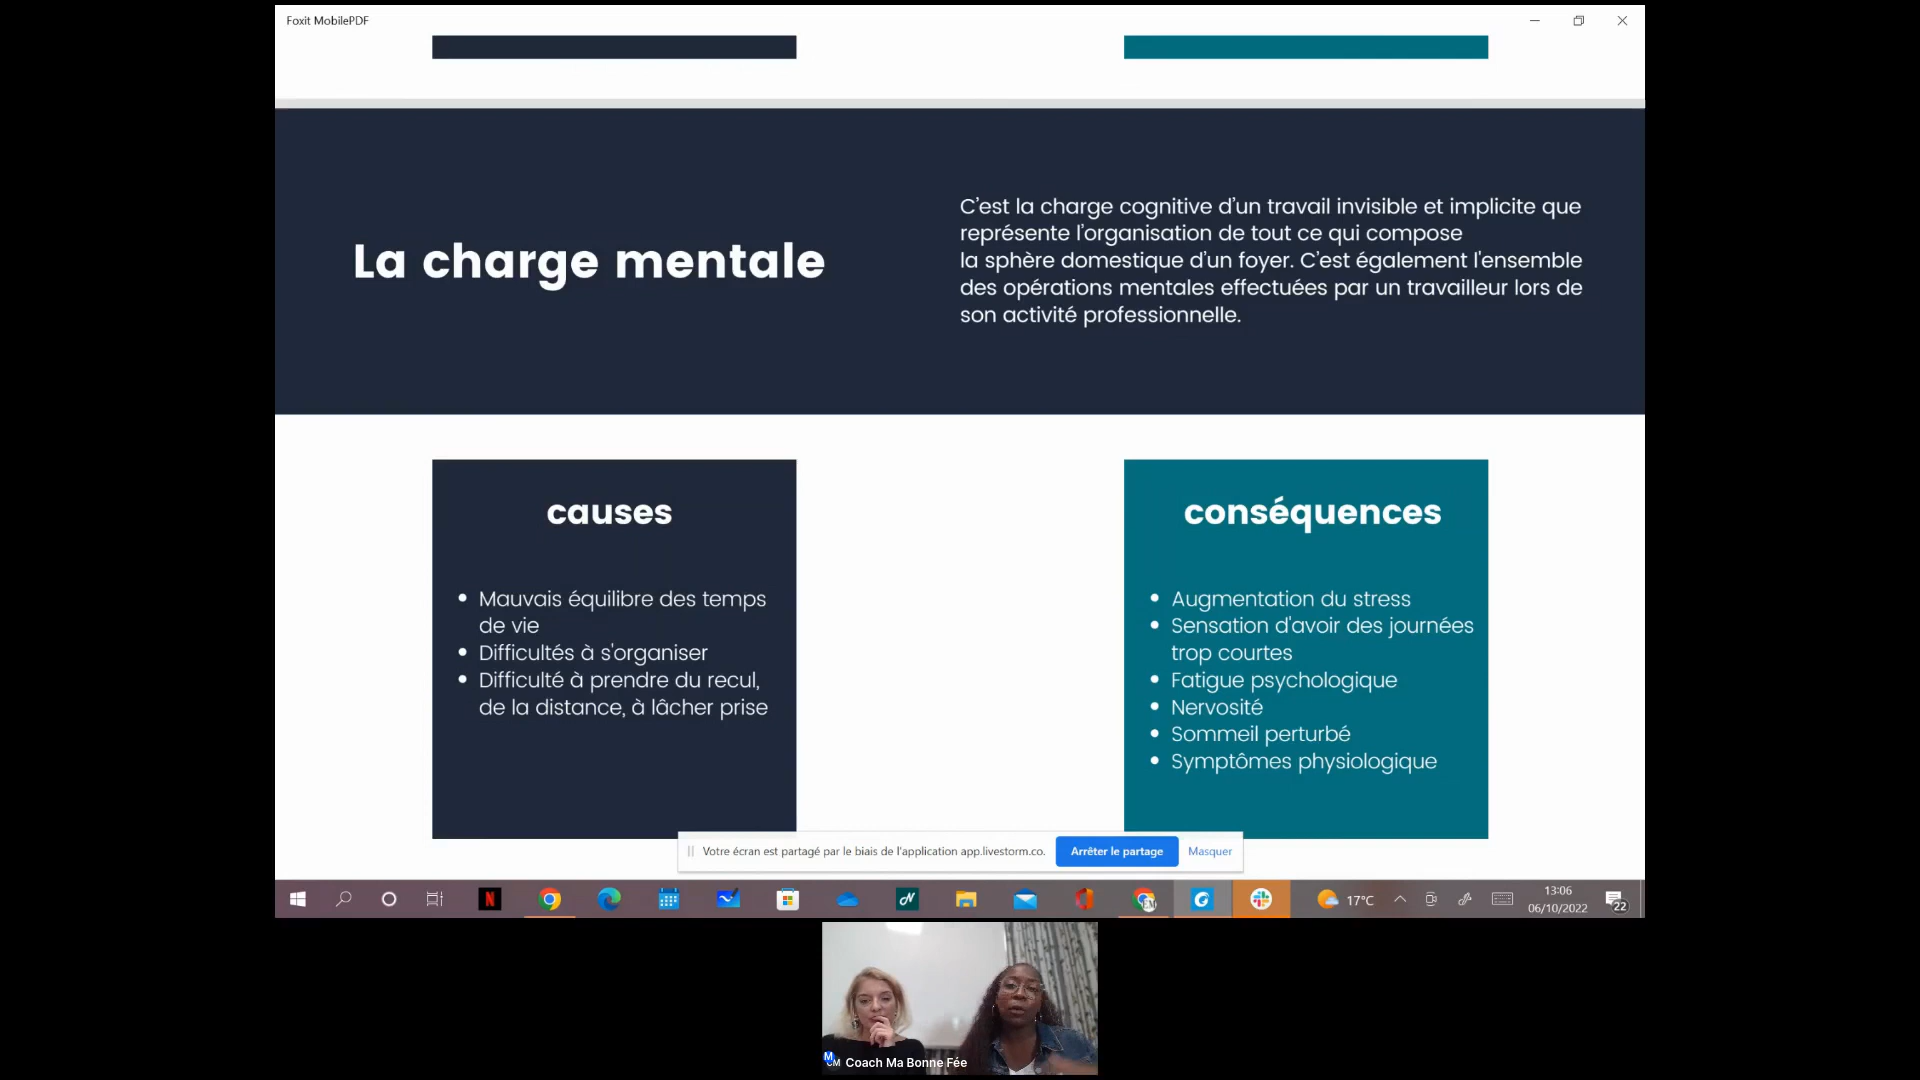 Foxit MobilePDF
La charge mentale
C'est la charge cognitive d'un travail invisible et implicite que
représente l'organisation de tout ce qui compose
la sphère domestique d'un foyer. C'est également l'ensemble
des opérations mentales effectuées par un travailleur lors de
son activité professionnelle.
causes
• Mauvais équilibre des temps
de vie
• Difficultés à s'organiser
• Difficulté à prendre du recul,
de la distance, à lâcher prise
conséquences
• Augmentation du stress
• Sensation d'avoir des journées
trop courtes
• Fatigue psychologique
• Nervosité
• Sommeil perturbé
• Symptômes physiologique
Votre écran est partagé par le biais de l'application app.livestorm.co.
Arrêter le partage
Masquer
N
17°C
13:06
06/10/2022
22
M
CM Coach Ma Bonne Fée